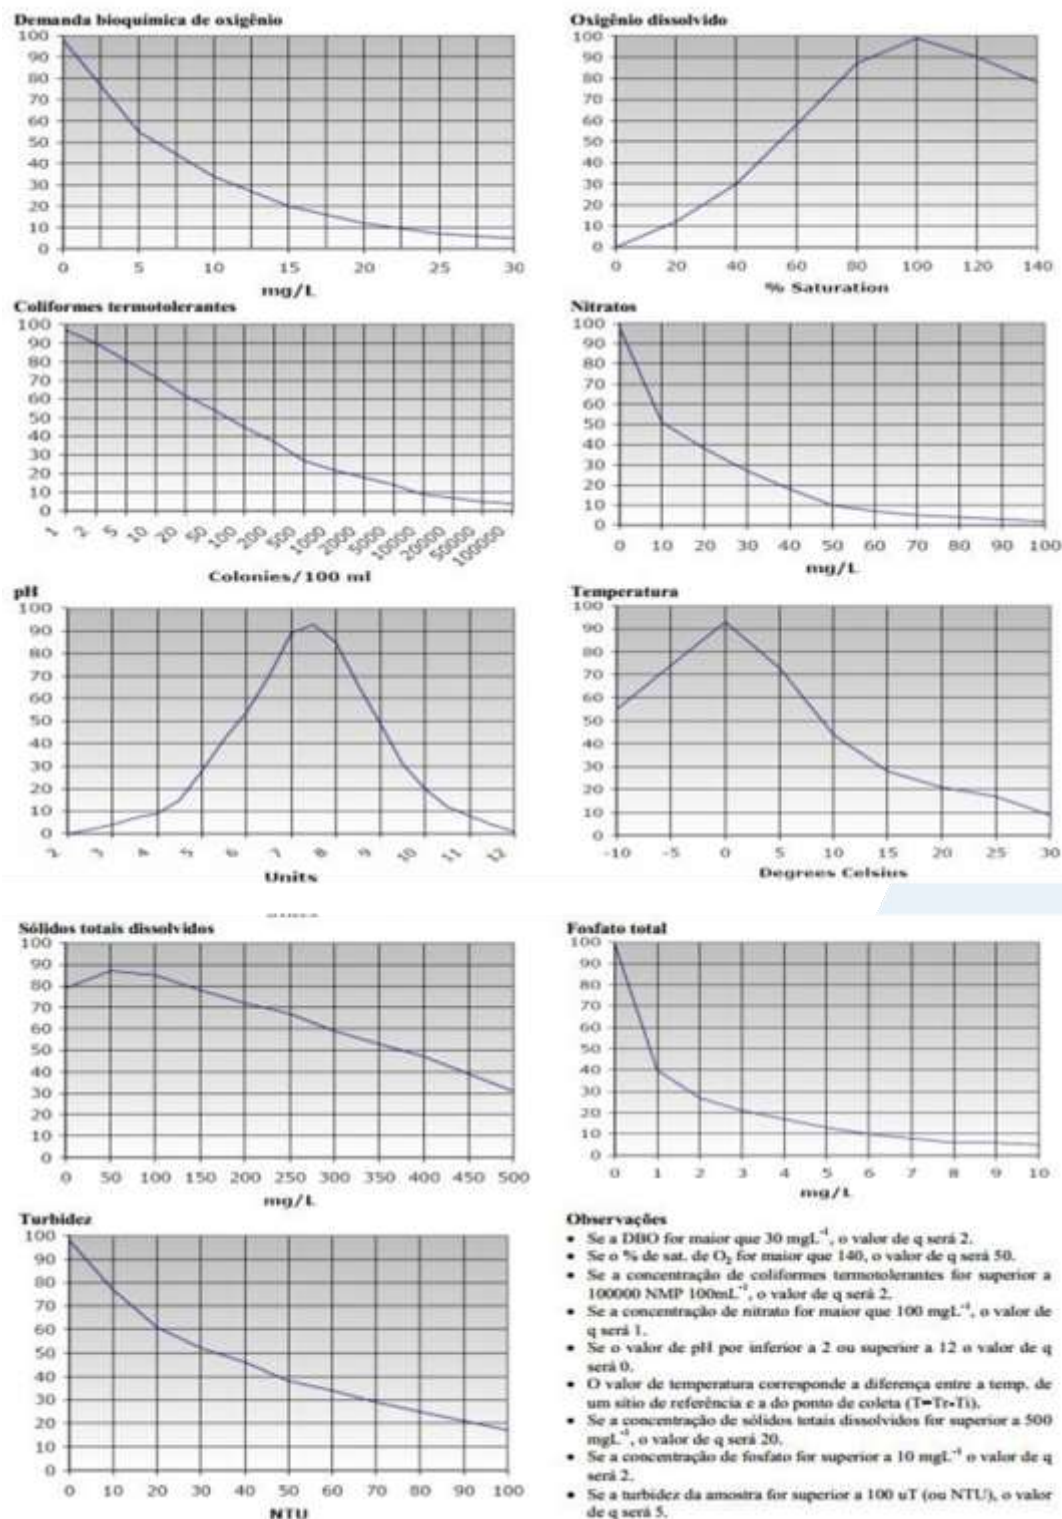 Demanda bioquímica de oxigênio
100
90
80
70
60
50
40
30
20
10
0
0 5 10 15 20 25 30
mg/L
Oxigênio dissolvido
100
90
80
70
60
50
40
30
20
10
0
0 20 40 60 80 100 120 140
% Saturation
Coliformes termotolerantes
100
90
80
70
60
50
40
30
20
10
0
1 2 5 10 20 50 100 200 500 1000 2000 5000 10000 20000 50000 100000
Colonies/100 ml
Nitratos
100
90
80
70
60
50
40
30
20
10
0
0 10 20 30 40 50 60 70 80 90 100
mg/L
pH
100
90
80
70
60
50
40
30
20
10
0
2 3 4 5 6 7 8 9 10 11 12
Units
Temperatura
100
90
80
70
60
50
40
30
20
10
0
-10 -5 0 5 10 15 20 25 30
Degrees Celsius
Sólidos totais dissolvidos
100
90
80
70
60
50
40
30
20
10
0
0 50 100 150 200 250 300 350 400 450 500
mg/L
Fosfato total
100
90
80
70
60
50
40
30
20
10
0
0 1 2 3 4 5 6 7 8 9 10
mg/L
Turbidez
100
90
80
70
60
50
40
30
20
10
0
0 10 20 30 40 50 60 70 80 90 100
NTU
Observações
• Se a DBO for maior que 30 mgL⁻¹, o valor de q será 2.
• Se o % de sat. de O₂ for maior que 140, o valor de q será 50.
• Se a concentração de coliformes termotolerantes for superior a
100000 NMP 100mL⁻¹, o valor de q será 2.
• Se a concentração de nitrato for maior que 100 mgL⁻¹, o valor de
q será 1.
• Se o valor de pH por inferior a 2 ou superior a 12 o valor de q
será 0.
• O valor de temperatura corresponde a diferença entre a temp. de
um sítio de referência e a do ponto de coleta (T=Tr-Ti).
• Se a concentração de sólidos totais dissolvidos for superior a 500
mgL⁻¹, o valor de q será 20.
• Se a concentração de fosfato for superior a 10 mgL⁻¹ o valor de q
será 2.
• Se a turbidez da amostra for superior a 100 uT (ou NTU), o valor
de q será 5.